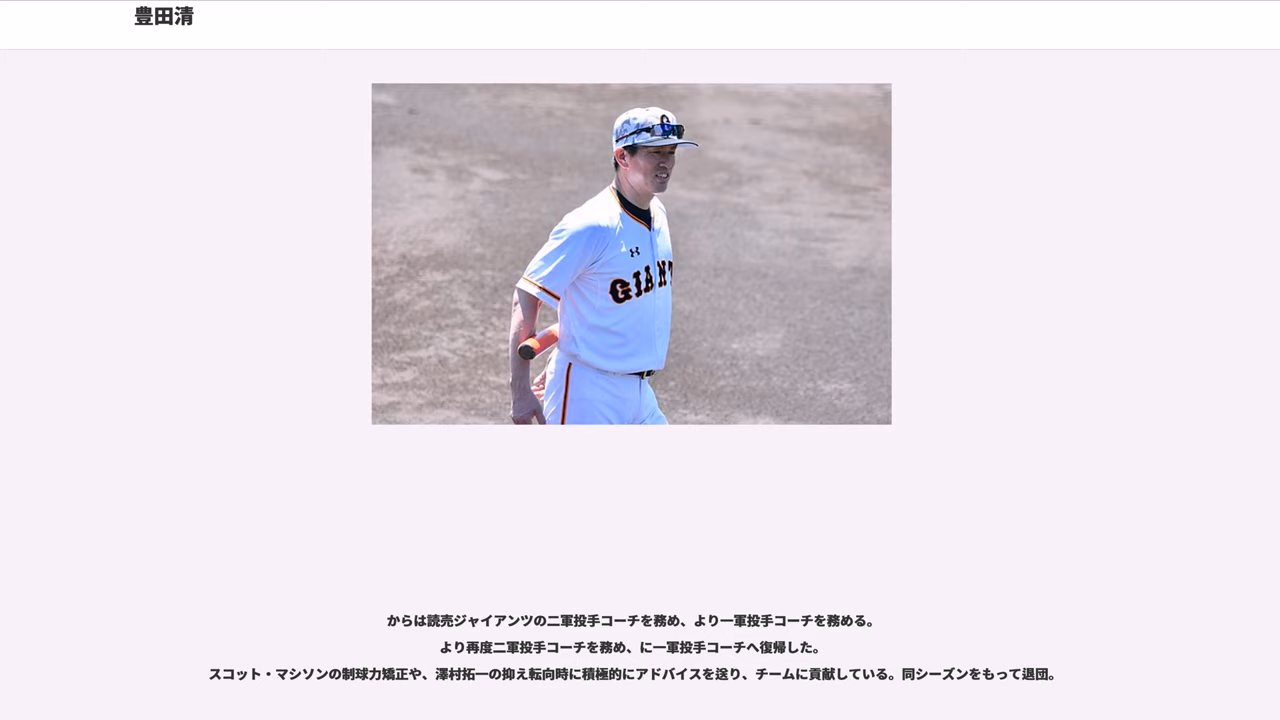 豊田清
GIANT
からは読売ジャイアンツの二軍投手コーチを務め、より一軍投手コーチを務める。
より再度二軍投手コーチを務め、に一軍投手コーチへ復帰した。
スコット・マシソンの制球力矯正や、澤村拓一の抑え転向時に積極的にアドバイスを送り、チームに貢献している。同シーズンをもって退団。